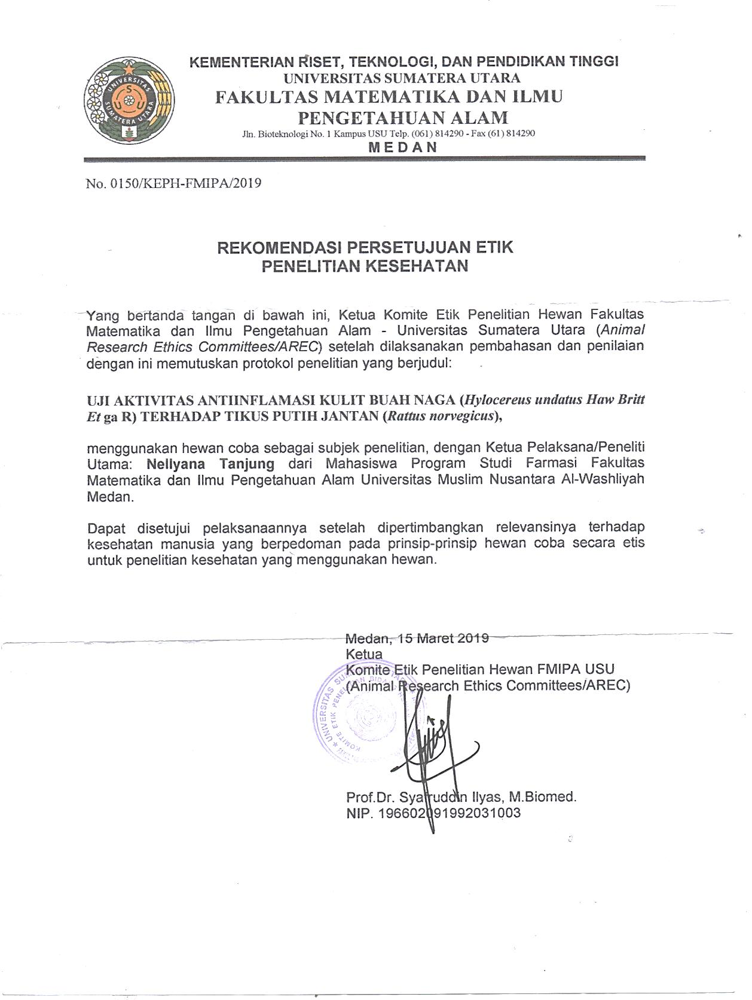 KEMENTERIAN RISET, TEKNOLOGI, DAN PENDIDIKAN TINGGI
UNIVERSITAS SUMATERA UTARA
FAKULTAS MATEMATIKA DAN ILMU
PENGETAHUAN ALAM
Jln. Bioteknologi No. 1 Kampus USU Telp. (061) 814290 - Fax (61) 814290
MEDAN
UNIVERSITAS
SUMATERA UTARA
S
U U
No. 0150/KEPH-FMIPA/2019
REKOMENDASI PERSETUJUAN ETIK
PENELITIAN KESEHATAN
Yang bertanda tangan di bawah ini, Ketua Komite Etik Penelitian Hewan Fakultas
Matematika dan Ilmu Pengetahuan Alam - Universitas Sumatera Utara (Animal
Research Ethics Committees/AREC) setelah dilaksanakan pembahasan dan penilaian
dengan ini memutuskan protokol penelitian yang berjudul:
UJI AKTIVITAS ANTIINFLAMASI KULIT BUAH NAGA (Hylocereus undatus Haw Britt
Et ga R) TERHADAP TIKUS PUTIH JANTAN (Rattus norvegicus),
menggunakan hewan coba sebagai subjek penelitian, dengan Ketua Pelaksana/Peneliti
Utama: Nellyana Tanjung dari Mahasiswa Program Studi Farmasi Fakultas
Matematika dan Ilmu Pengetahuan Alam Universitas Muslim Nusantara Al-Washliyah
Medan.
Dapat disetujui pelaksanaannya setelah dipertimbangkan relevansinya terhadap
kesehatan manusia yang berpedoman pada prinsip-prinsip hewan coba secara etis
untuk penelitian kesehatan yang menggunakan hewan.
Medan, 15 Maret 2019
Ketua
Komite Etik Penelitian Hewan FMIPA USU
(Animal Research Ethics Committees/AREC)
UNIVERSITAS
KOMITE ETIK
Prof.Dr. Syafruddin Ilyas, M.Biomed.
NIP. 196602091992031003